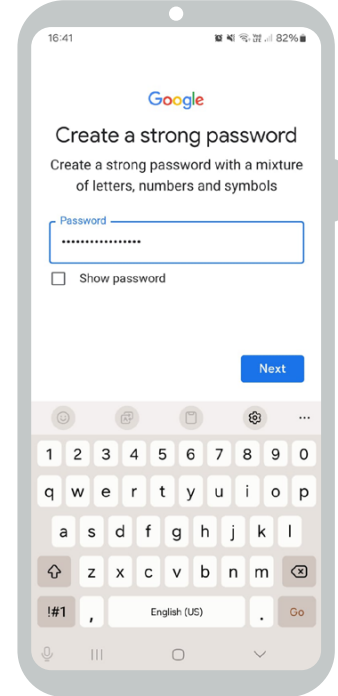 16:41
82%
Google
Create a strong password
Create a strong password with a mixture
of letters, numbers and symbols
Password
•••••••••••••••••
Show password
Next
1 2 3 4 5 6 7 8 9 0
q w e r t y u i o p
a s d f g h j k l
z x c v b n m
!#1 , English (US) . Go